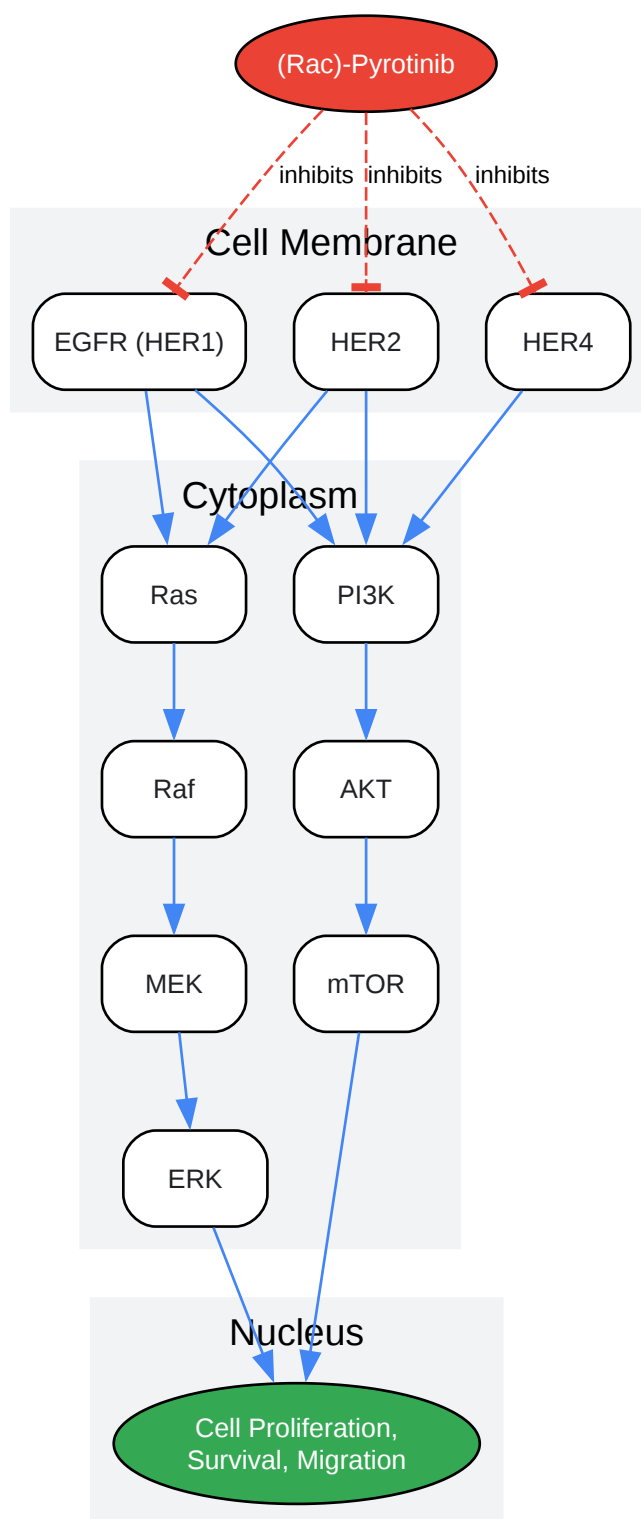 (Rac)-Pyrotinib
inhibits
inhibits
inhibits
Cell Membrane
EGFR (HER1)
HER2
HER4
Cytoplasm
Ras
PI3K
Raf
AKT
MEK
mTOR
ERK
Nucleus
Cell Proliferation,
Survival, Migration